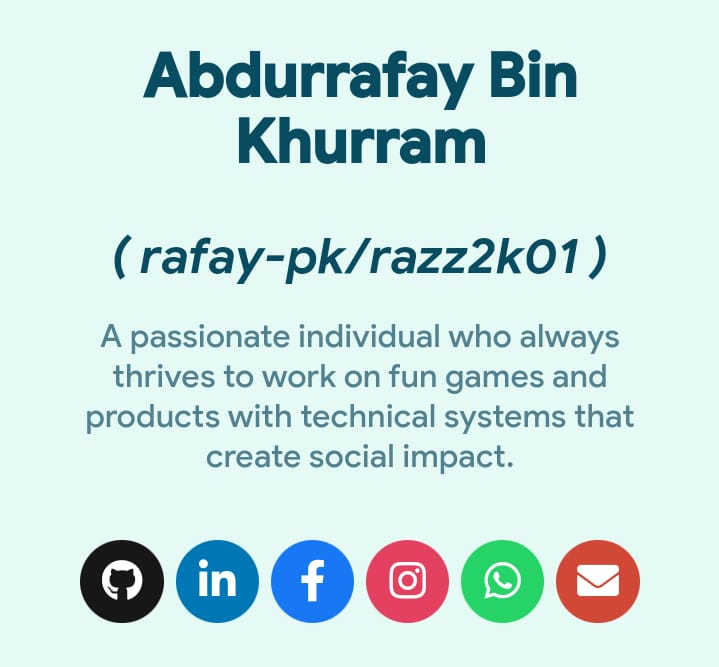 Abdurrafay Bin
Khurram
( rafay-pk/razz2k01 )
A passionate individual who always
thrives to work on fun games and
products with technical systems that
create social impact.
in